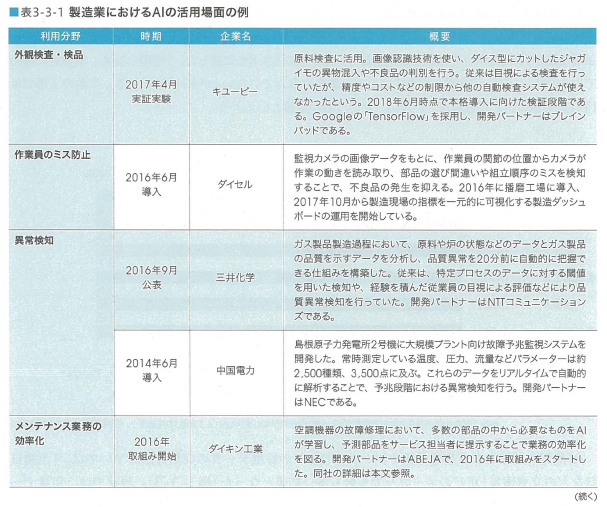 ■表3-3-1 製造業におけるAIの活用場面の例
利用分野 時期 企業名 概要
外観検査・検品
2017年4月
実証実験
キユーピー
原料検査に活用。画像認識技術を使い、ダイス型にカットしたジャガ
イモの異物混入や不良品の判別を行う。従来は目視による検査を行っ
ていたが、精度やコストなどの制限から他の自動検査システムが使え
なかったという。2018年6月時点で本格導入に向けた検証段階であ
る。Googleの「TensorFlow」を採用し、開発パートナーはブレイン
パッドである。
作業員のミス防止
2016年6月
導入
ダイセル
監視カメラの画像データをもとに、作業員の関節の位置からカメラが
作業の動きを読み取り、部品の選び間違いや組立順序のミスを検
知することで、不良品の発生を抑える。2016年に播磨工場に導入、
2017年10月から製造現場の指標を一元的に可視化する製造ダッシュ
ボードの運用を開始している。
異常検知
2016年9月
公表
三井化学
ガス製品製造過程において、原料や炉の状態などのデータとガス製品
の品質を示すデータを分析し、品質異常を20分前に自動的に把握で
きる仕組みを構築した。従来は、特定プロセスのデータに対する閾値
を用いた検知や、経験を積んだ従業員の目視による評価などにより品
質異常検知を行っていた。開発パートナーはNTTコミュニケーション
ズである。
2014年6月
導入
中国電力
島根原子力発電所2号機に大規模プラント向け故障予兆監視システムを
開発した。常時測定している温度、圧力、流量などパラメーターは約
2,500種類、3,500点に及ぶ。これらのデータをリアルタイムで自動的
に解析することで、予兆段階における異常検知を行う。開発パートナー
はNECである。
メンテナンス業務の
効率化
2016年
取組み開始
ダイキン工業
空調機器の故障修理において、多数の部品の中から必要なものをAI
が学習し、予測部品をサービス担当者に提示することで業務の効率化
を図る。開発パートナーはABEJAで、2016年に取組みをスタートし
た。同社の詳細は本文参照。
(続く)